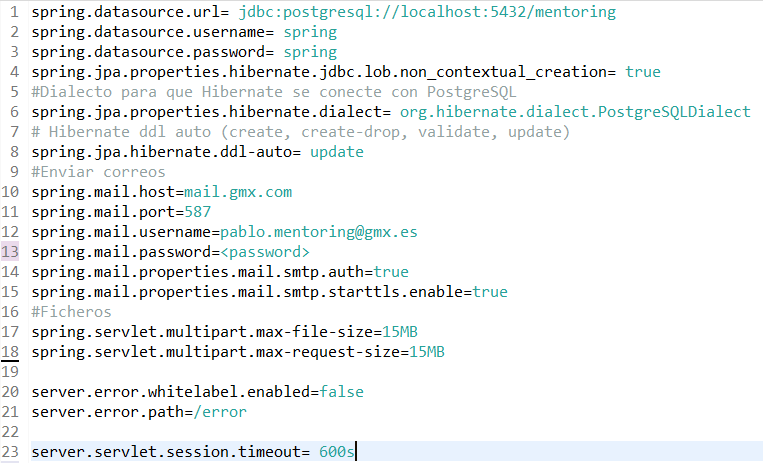 1 spring.datasource.url= jdbc:postgresql://localhost:5432/mentoring
2 spring.datasource.username= spring
3 spring.datasource.password= spring
4 spring.jpa.properties.hibernate.jdbc.lob.non_contextual_creation= true
5 #Dialecto para que Hibernate se conecte con PostgreSQL
6 spring.jpa.properties.hibernate.dialect= org.hibernate.dialect.PostgreSQLDialect
7 # Hibernate ddl auto (create, create-drop, validate, update)
8 spring.jpa.hibernate.ddl-auto= update
9 #Enviar correos
10 spring.mail.host=mail.gmx.com
11 spring.mail.port=587
12 spring.mail.username=pablo.mentoring@gmx.es
13 spring.mail.password=<password>
14 spring.mail.properties.mail.smtp.auth=true
15 spring.mail.properties.mail.smtp.starttls.enable=true
16 #Ficheros
17 spring.servlet.multipart.max-file-size=15MB
18 spring.servlet.multipart.max-request-size=15MB
19
20 server.error.whitelabel.enabled=false
21 server.error.path=/error
22
23 server.servlet.session.timeout= 600s